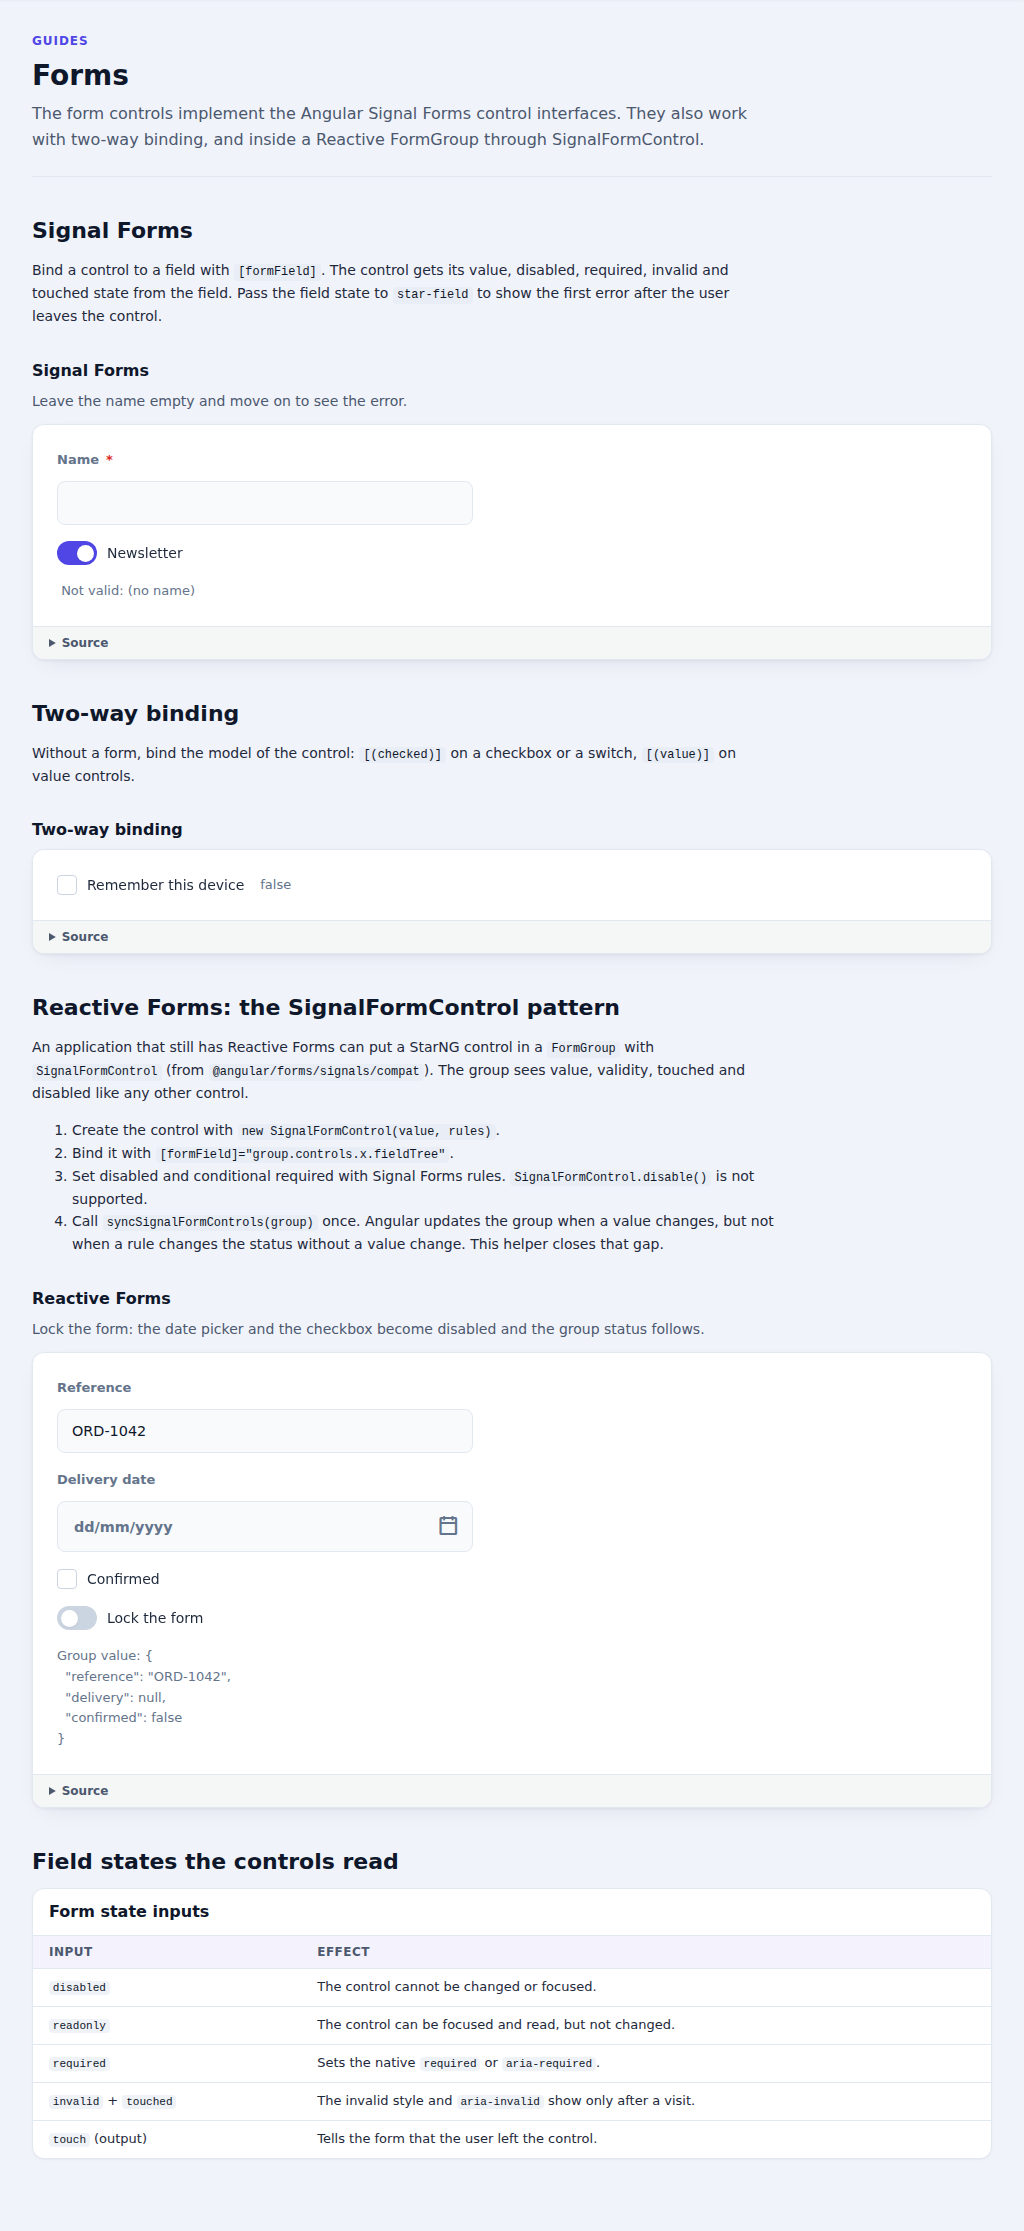 GUIDES
Forms
The form controls implement the Angular Signal Forms control interfaces. They also work
with two-way binding, and inside a Reactive FormGroup through SignalFormControl.
Signal Forms
Bind a control to a field with [formField]. The control gets its value, disabled, required, invalid and
touched state from the field. Pass the field state to star-field to show the first error after the user
leaves the control.
Signal Forms
Leave the name empty and move on to see the error.
Name *
Newsletter
Not valid: (no name)
Source
Two-way binding
Without a form, bind the model of the control: [(checked)] on a checkbox or a switch, [(value)] on
value controls.
Two-way binding
Remember this device false
Source
Reactive Forms: the SignalFormControl pattern
An application that still has Reactive Forms can put a StarNG control in a FormGroup with
SignalFormControl (from @angular/forms/signals/compat). The group sees value, validity, touched and
disabled like any other control.
1. Create the control with new SignalFormControl(value, rules).
2. Bind it with [formField]="group.controls.x.fieldTree".
3. Set disabled and conditional required with Signal Forms rules. SignalFormControl.disable() is not
supported.
4. Call syncSignalFormControls(group) once. Angular updates the group when a value changes, but not
when a rule changes the status without a value change. This helper closes that gap.
Reactive Forms
Lock the form: the date picker and the checkbox become disabled and the group status follows.
Reference
ORD-1042
Delivery date
dd/mm/yyyy
Confirmed
Lock the form
Group value: {
"reference": "ORD-1042",
"delivery": null,
"confirmed": false
}
Source
Field states the controls read
Form state inputs
INPUT EFFECT
disabled The control cannot be changed or focused.
readonly The control can be focused and read, but not changed.
required Sets the native required or aria-required.
invalid + touched The invalid style and aria-invalid show only after a visit.
touch (output) Tells the form that the user left the control.